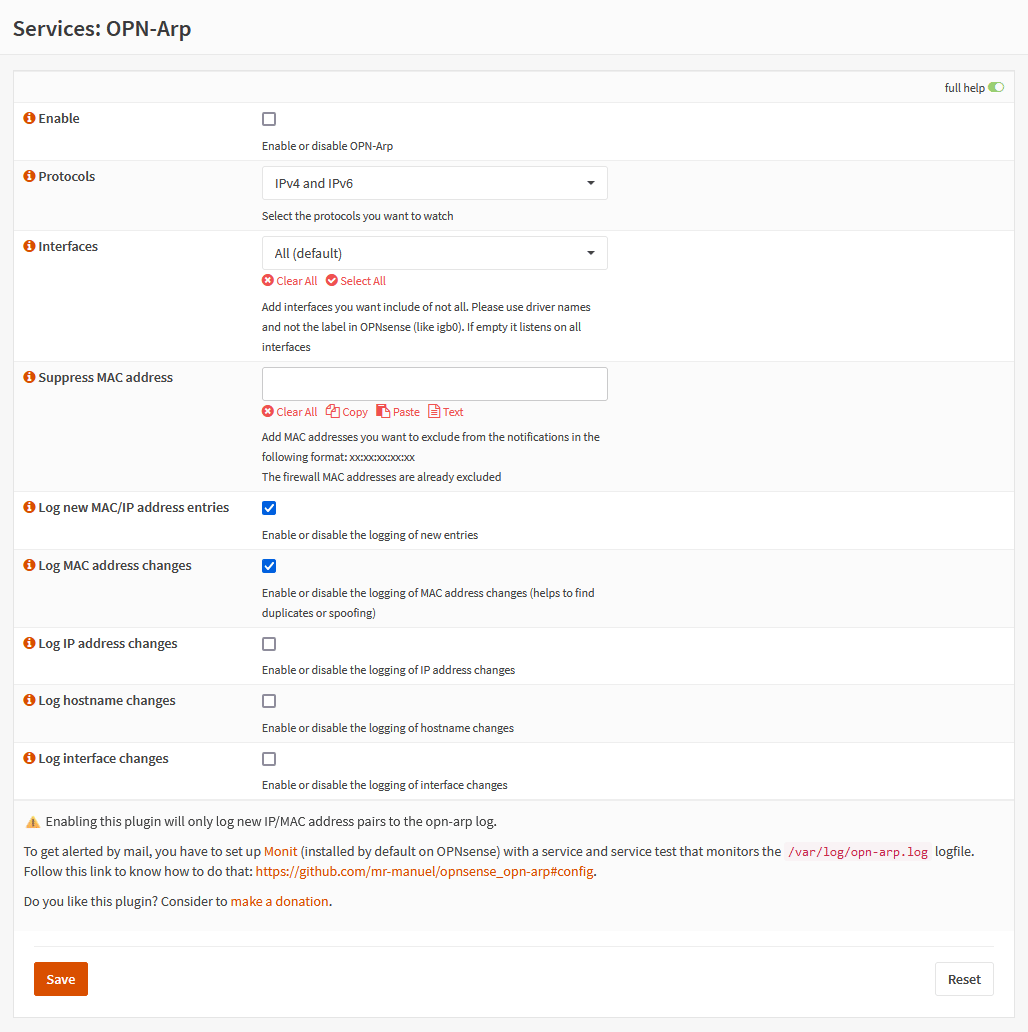 Services: OPN-Arp
full help
Enable
Enable or disable OPN-Arp
Protocols
IPv4 and IPv6
Select the protocols you want to watch
Interfaces
All (default)
Clear All Select All
Add interfaces you want include of not all. Please use driver names
and not the label in OPNsense (like igb0). If empty it listens on all
interfaces
Suppress MAC address
Clear All Copy Paste Text
Add MAC addresses you want to exclude from the notifications in the
following format: xx:xx:xx:xx:xx
The firewall MAC addresses are already excluded
Log new MAC/IP address entries
Enable or disable the logging of new entries
Log MAC address changes
Enable or disable the logging of MAC address changes (helps to find
duplicates or spoofing)
Log IP address changes
Enable or disable the logging of IP address changes
Log hostname changes
Enable or disable the logging of hostname changes
Log interface changes
Enable or disable the logging of interface changes
Enabling this plugin will only log new IP/MAC address pairs to the opn-arp log.
To get alerted by mail, you have to set up Monit (installed by default on OPNsense) with a service and service test that monitors the /var/log/opn-arp.log logfile.
Follow this link to know how to do that: https://github.com/mr-manuel/opnsense_opn-arp#config.
Do you like this plugin? Consider to make a donation.
Save
Reset